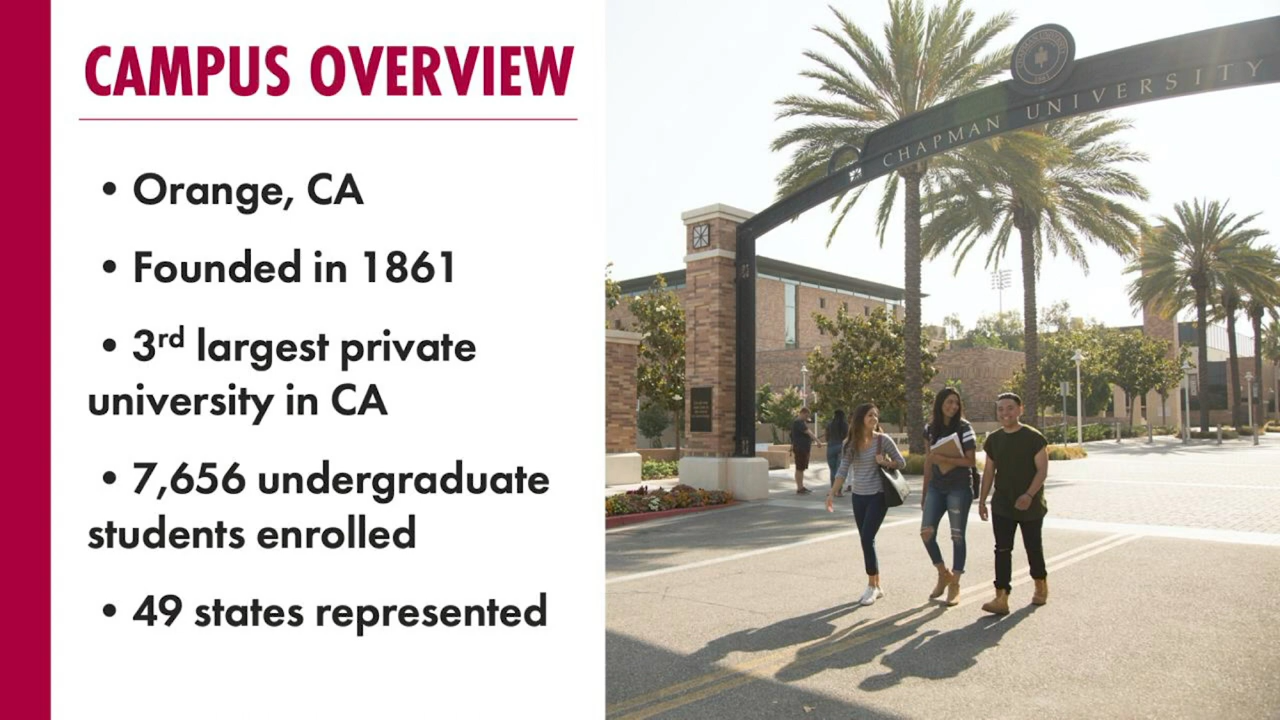 CAMPUS OVERVIEW
• Orange, CA
• Founded in 1861
• 3rd largest private
university in CA
• 7,656 undergraduate
students enrolled
• 49 states represented
CHAPMAN UNIVERSITY